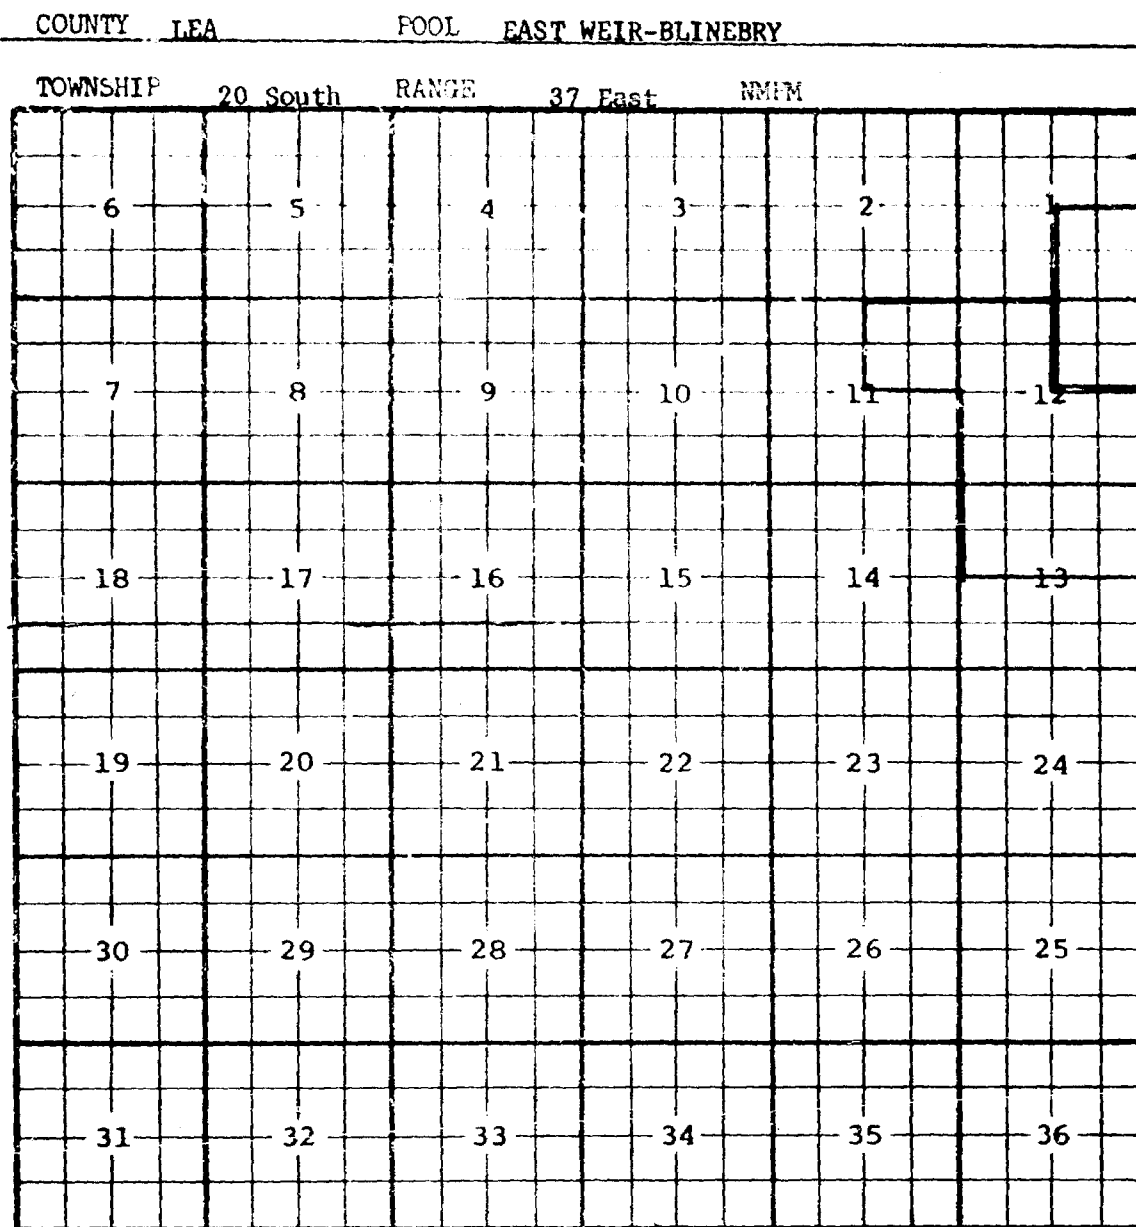 COUNTY LEA POOL EAST WEIR-BLINEBRY
TOWNSHIP 20 South RANGE 37 East NMPM
6 5 4 3 2 1
7 8 9 10 11 12
18 17 16 15 14 13
19 20 21 22 23 24
30 29 28 27 26 25
31 32 33 34 35 36